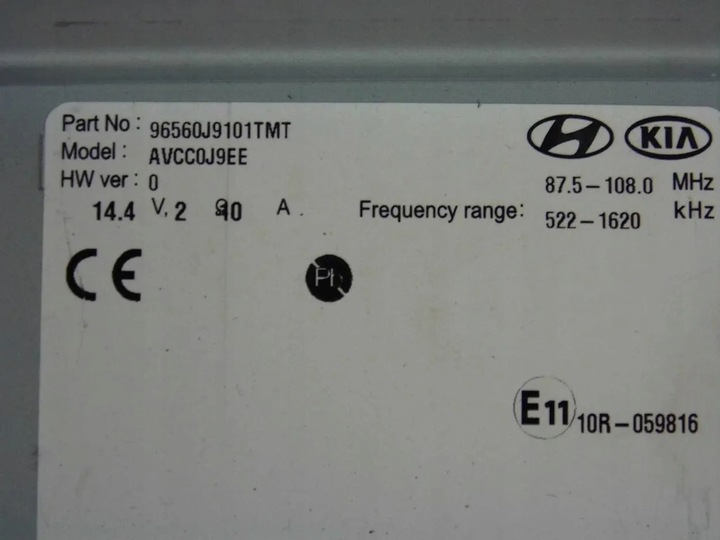 Part No : 96560J9101TMT
Model : AVCC0J9EE
HW ver : 0
14.4 V, 2 10 A
KIA
Frequency range: 87.5-108.0 MHz
522-1620 kHz
CE
E11 10R-059816